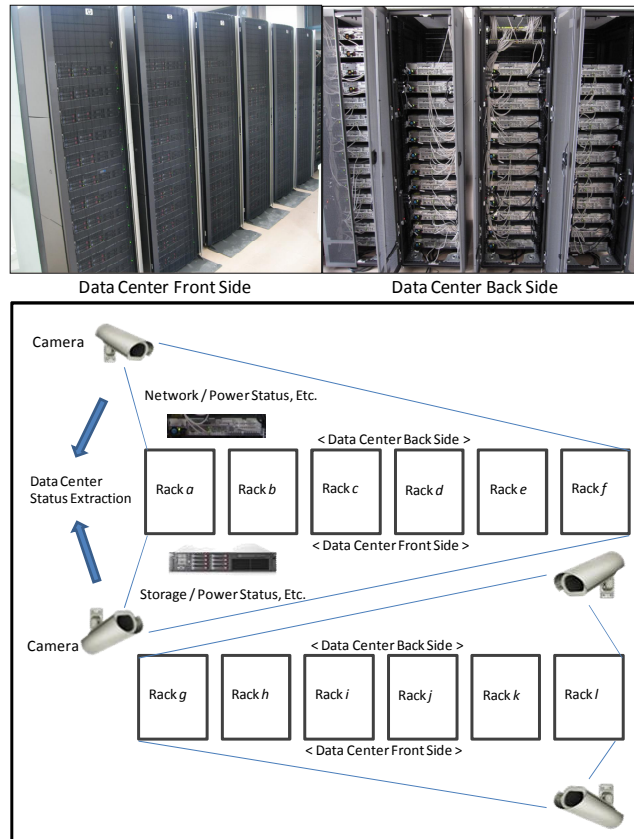 Data Center Front Side
Data Center Back Side
Camera
Network / Power Status, Etc.
< Data Center Back Side >
Data Center
Status Extraction
Rack a
Rack b
Rack c
Rack d
Rack e
Rack f
< Data Center Front Side >
Storage / Power Status, Etc.
Camera
< Data Center Back Side >
Rack g
Rack h
Rack i
Rack j
Rack k
Rack l
< Data Center Front Side >